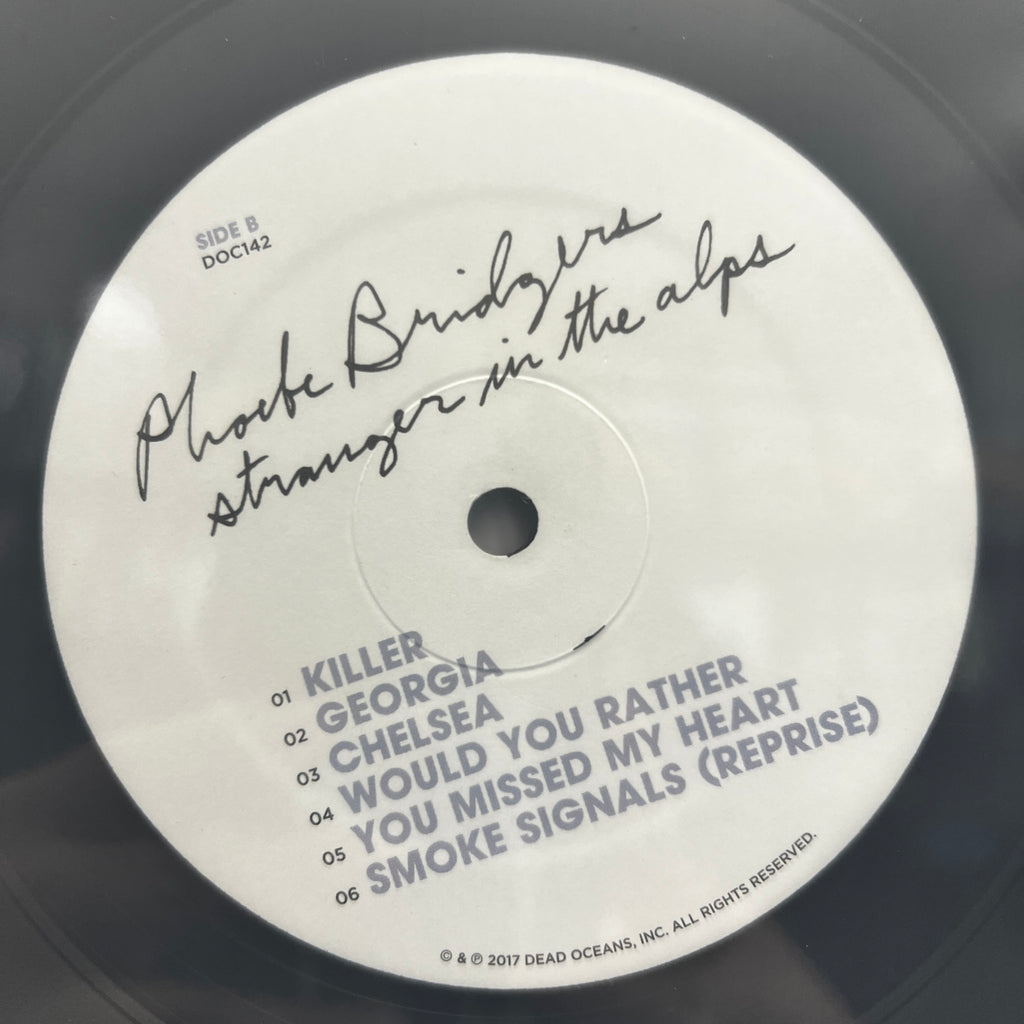 SIDE B
DOC142
Phoebe Bridgers
stranger in the alps
01 KILLER
02 GEORGIA
03 CHELSEA
04 WOULD YOU RATHER
05 YOU MISSED MY HEART
06 SMOKE SIGNALS (REPRISE)
© & ℗ 2017 DEAD OCEANS, INC. ALL RIGHTS RESERVED.